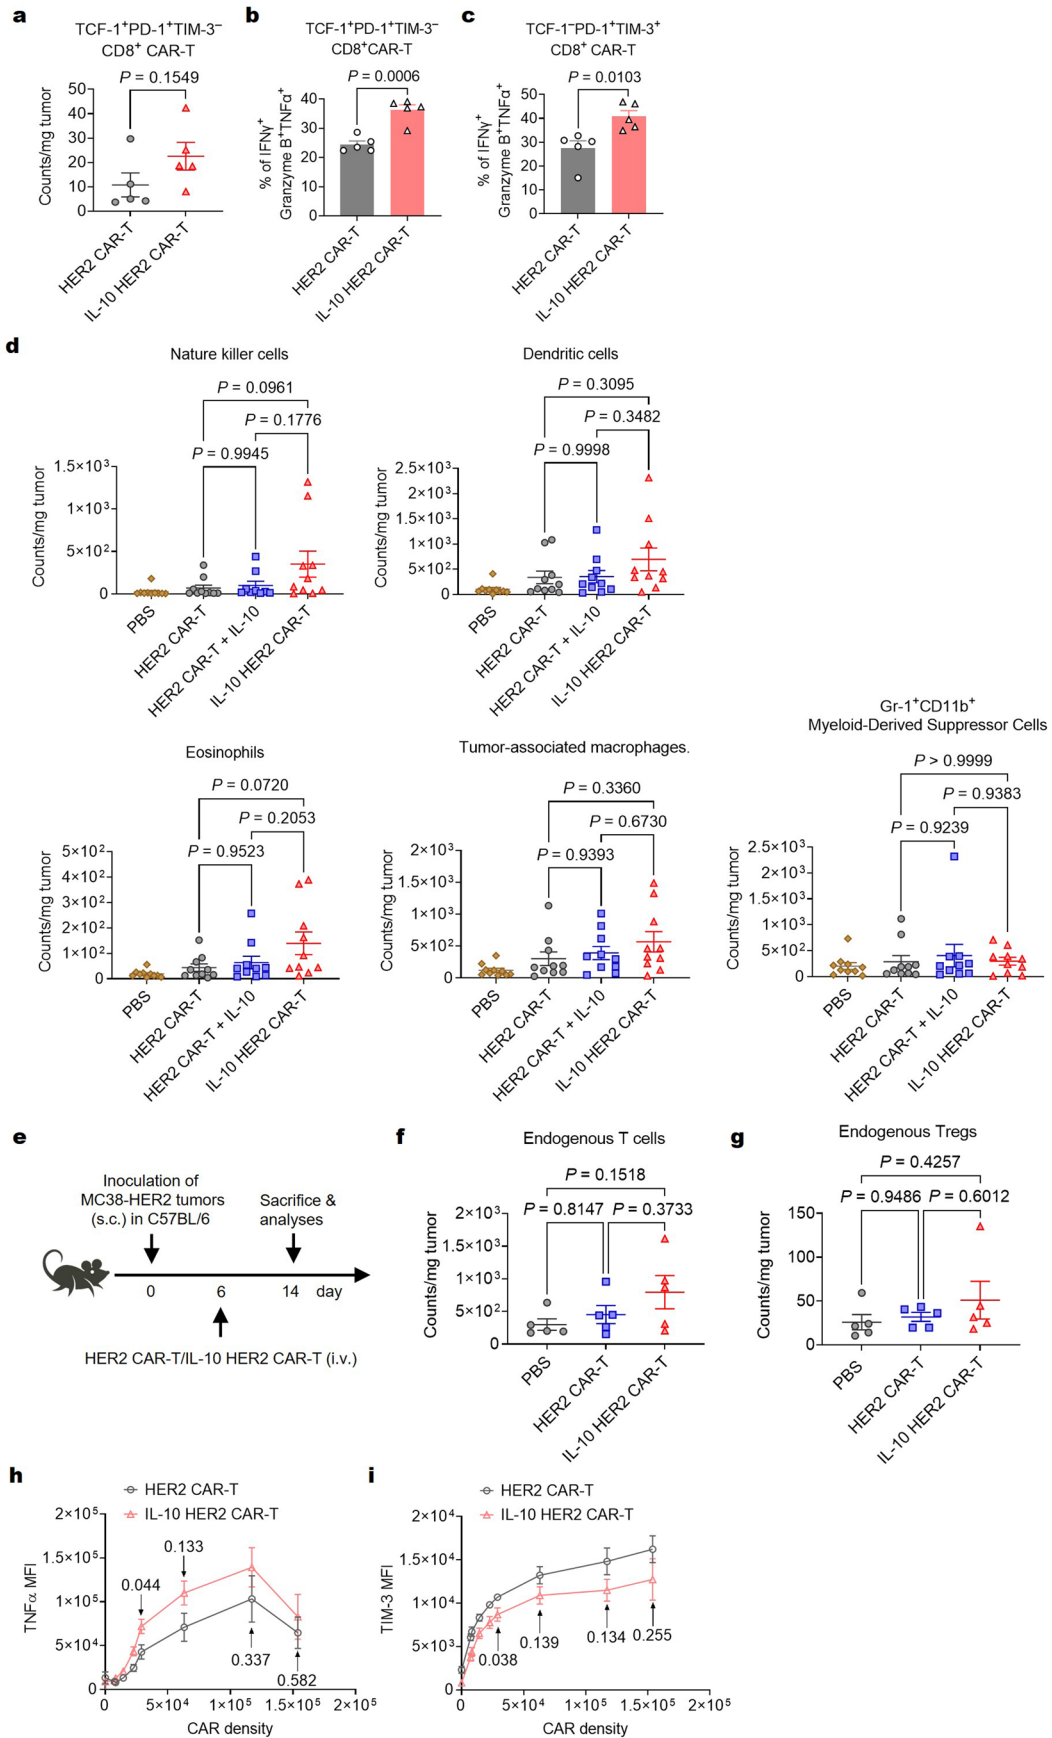 a
TCF-1⁺PD-1⁺TIM-3⁻
CD8⁺ CAR-T
P = 0.1549
Counts/mg tumor
50
40
30
20
10
0
HER2 CAR-T
IL-10 HER2 CAR-T
b
TCF-1⁺PD-1⁺TIM-3⁻
CD8⁺CAR-T
P = 0.0006
% of IFNγ⁺
Granzyme B⁺TNFα⁺
40
30
20
10
0
HER2 CAR-T
IL-10 HER2 CAR-T
c
TCF-1⁻PD-1⁺TIM-3⁺
CD8⁺ CAR-T
P = 0.0103
% of IFNγ⁺
Granzyme B⁺TNFα⁺
50
40
30
20
10
0
HER2 CAR-T
IL-10 HER2 CAR-T
d
Nature killer cells
P = 0.0961
P = 0.1776
P = 0.9945
Counts/mg tumor
1.5×10³
1×10³
5×10²
0
PBS
HER2 CAR-T
HER2 CAR-T + IL-10
IL-10 HER2 CAR-T
Dendritic cells
P = 0.3095
P = 0.3482
P = 0.9998
Counts/mg tumor
2.5×10³
2×10³
1.5×10³
1×10³
5×10²
0
PBS
HER2 CAR-T
HER2 CAR-T + IL-10
IL-10 HER2 CAR-T
Eosinophils
P = 0.0720
P = 0.2053
P = 0.9523
Counts/mg tumor
5×10²
4×10²
3×10²
2×10²
1×10²
0
PBS
HER2 CAR-T
HER2 CAR-T + IL-10
IL-10 HER2 CAR-T
Tumor-associated macrophages.
P = 0.3360
P = 0.6730
P = 0.9393
Counts/mg tumor
2×10³
1.5×10³
1×10³
5×10²
0
PBS
HER2 CAR-T
HER2 CAR-T + IL-10
IL-10 HER2 CAR-T
Gr-1⁺CD11b⁺
Myeloid-Derived Suppressor Cells
P > 0.9999
P = 0.9383
P = 0.9239
Counts/mg tumor
2.5×10³
2×10³
1.5×10³
1×10³
5×10²
0
PBS
HER2 CAR-T
HER2 CAR-T + IL-10
IL-10 HER2 CAR-T
e
Inoculation of
MC38-HER2 tumors
(s.c.) in C57BL/6
Sacrifice &
analyses
0
6
14
day
HER2 CAR-T/IL-10 HER2 CAR-T (i.v.)
f
Endogenous T cells
P = 0.1518
P = 0.8147
P = 0.3733
Counts/mg tumor
2×10³
1.5×10³
1×10³
5×10²
0
PBS
HER2 CAR-T
IL-10 HER2 CAR-T
g
Endogenous Tregs
P = 0.4257
P = 0.9486
P = 0.6012
Counts/mg tumor
150
100
50
0
PBS
HER2 CAR-T
IL-10 HER2 CAR-T
h
HER2 CAR-T
IL-10 HER2 CAR-T
TNFα MFI
2×10⁵
1.5×10⁵
1×10⁵
5×10⁴
0
0.133
0.044
0.337
0.582
0
5×10⁴
1×10⁵
1.5×10⁵
2×10⁵
CAR density
i
HER2 CAR-T
IL-10 HER2 CAR-T
TIM-3 MFI
2×10⁴
1.5×10⁴
1×10⁴
5×10³
0
0.038
0.139
0.134
0.255
0
5×10⁴
1×10⁵
1.5×10⁵
2×10⁵
CAR density